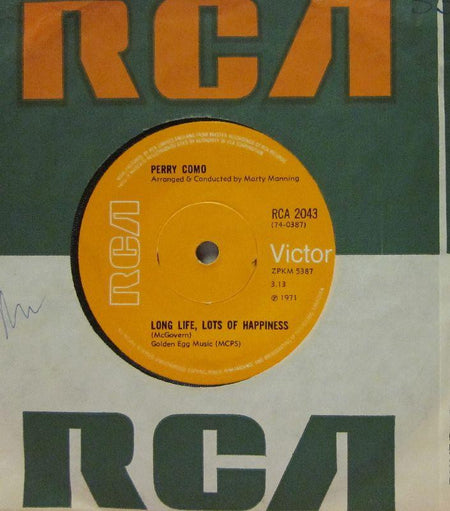 RCA
PERRY COMO
Arranged & Conducted by Marty Manning
RCA 2043
(74-0387)
RCA
Victor
ZPKM 5387
3.13
℗ 1971
LONG LIFE, LOTS OF HAPPINESS
(McGovern)
Golden Egg Music (MCPS)
RCA